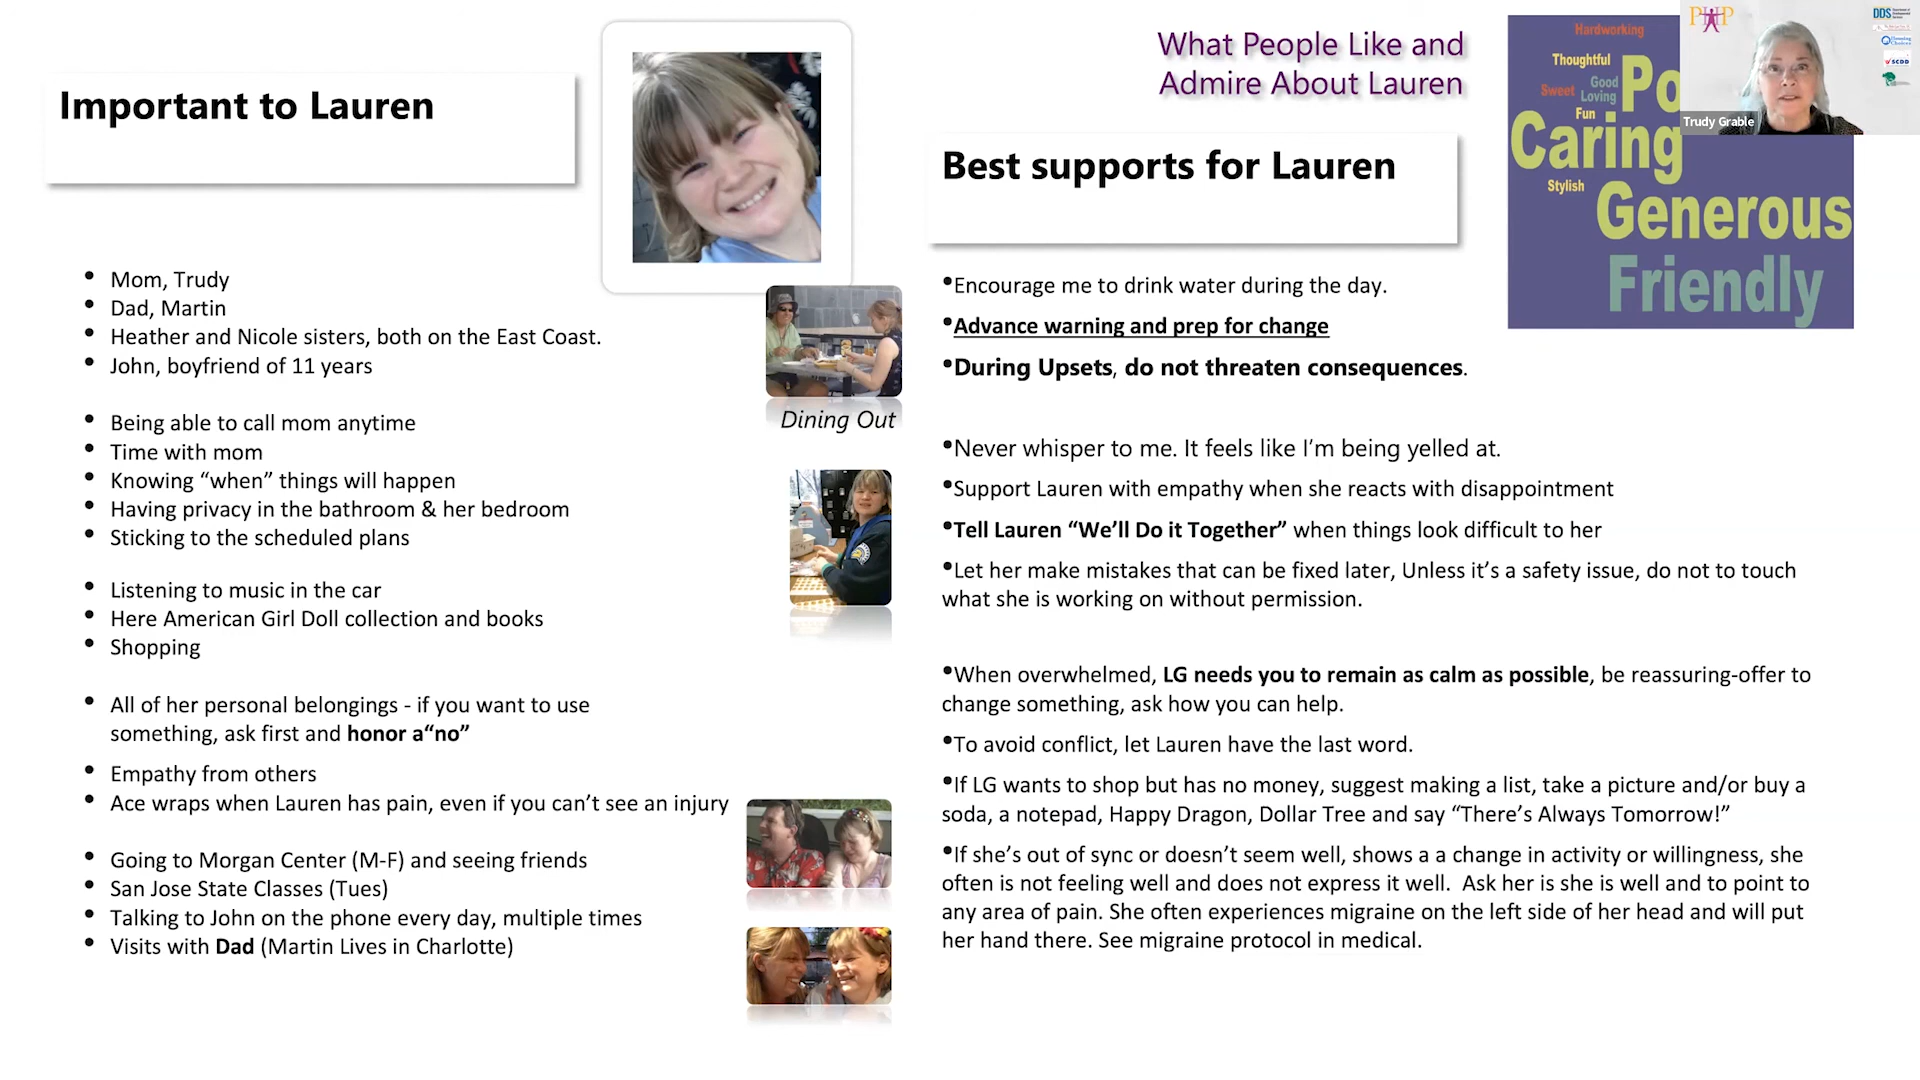 Important to Lauren
Mom, Trudy
Dad, Martin
Heather and Nicole sisters, both on the East Coast.
John, boyfriend of 11 years
Being able to call mom anytime
Time with mom
Knowing “when” things will happen
Having privacy in the bathroom & her bedroom
Sticking to the scheduled plans
Listening to music in the car
Here American Girl Doll collection and books
Shopping
All of her personal belongings - if you want to use
something, ask first and honor a“no”
Empathy from others
Ace wraps when Lauren has pain, even if you can’t see an injury
Going to Morgan Center (M-F) and seeing friends
San Jose State Classes (Tues)
Talking to John on the phone every day, multiple times
Visits with Dad (Martin Lives in Charlotte)
Dining Out
What People Like and
Admire About Lauren
Best supports for Lauren
•Encourage me to drink water during the day.
•Advance warning and prep for change
•During Upsets, do not threaten consequences.
•Never whisper to me. It feels like I’m being yelled at.
•Support Lauren with empathy when she reacts with disappointment
•Tell Lauren “We’ll Do it Together” when things look difficult to her
•Let her make mistakes that can be fixed later, Unless it’s a safety issue, do not to touch
what she is working on without permission.
•When overwhelmed, LG needs you to remain as calm as possible, be reassuring-offer to
change something, ask how you can help.
•To avoid conflict, let Lauren have the last word.
•If LG wants to shop but has no money, suggest making a list, take a picture and/or buy a
soda, a notepad, Happy Dragon, Dollar Tree and say “There’s Always Tomorrow!”
•If she’s out of sync or doesn’t seem well, shows a a change in activity or willingness, she
often is not feeling well and does not express it well.  Ask her is she is well and to point to
any area of pain. She often experiences migraine on the left side of her head and will put
her hand there. See migraine protocol in medical.
Hardworking
Thoughtful
Po
Sweet
Good
Loving
Fun
Caring
Stylish
Generous
Friendly
PHP
DDS
SCDD
Trudy Grable